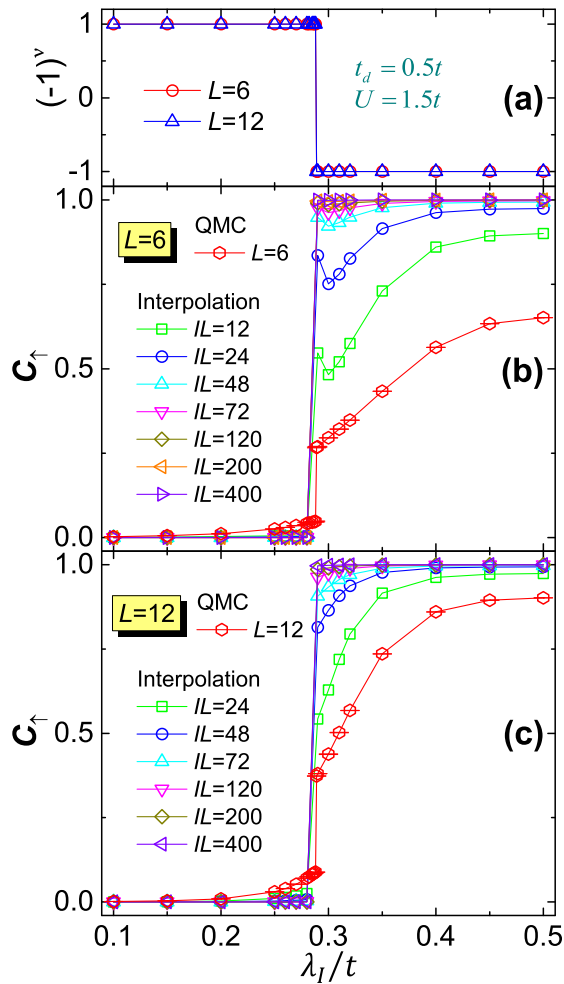 1
0
-1
(-1)^ν
L=6
L=12
t_d = 0.5t
U = 1.5t
(a)
1.0
0.5
0.0
C↑
L=6
QMC
L=6
Interpolation
IL=12
IL=24
IL=48
IL=72
IL=120
IL=200
IL=400
(b)
1.0
0.5
0.0
C↑
L=12
QMC
L=12
Interpolation
IL=24
IL=48
IL=72
IL=120
IL=200
IL=400
(c)
0.1 0.2 0.3 0.4 0.5
λ_I/t